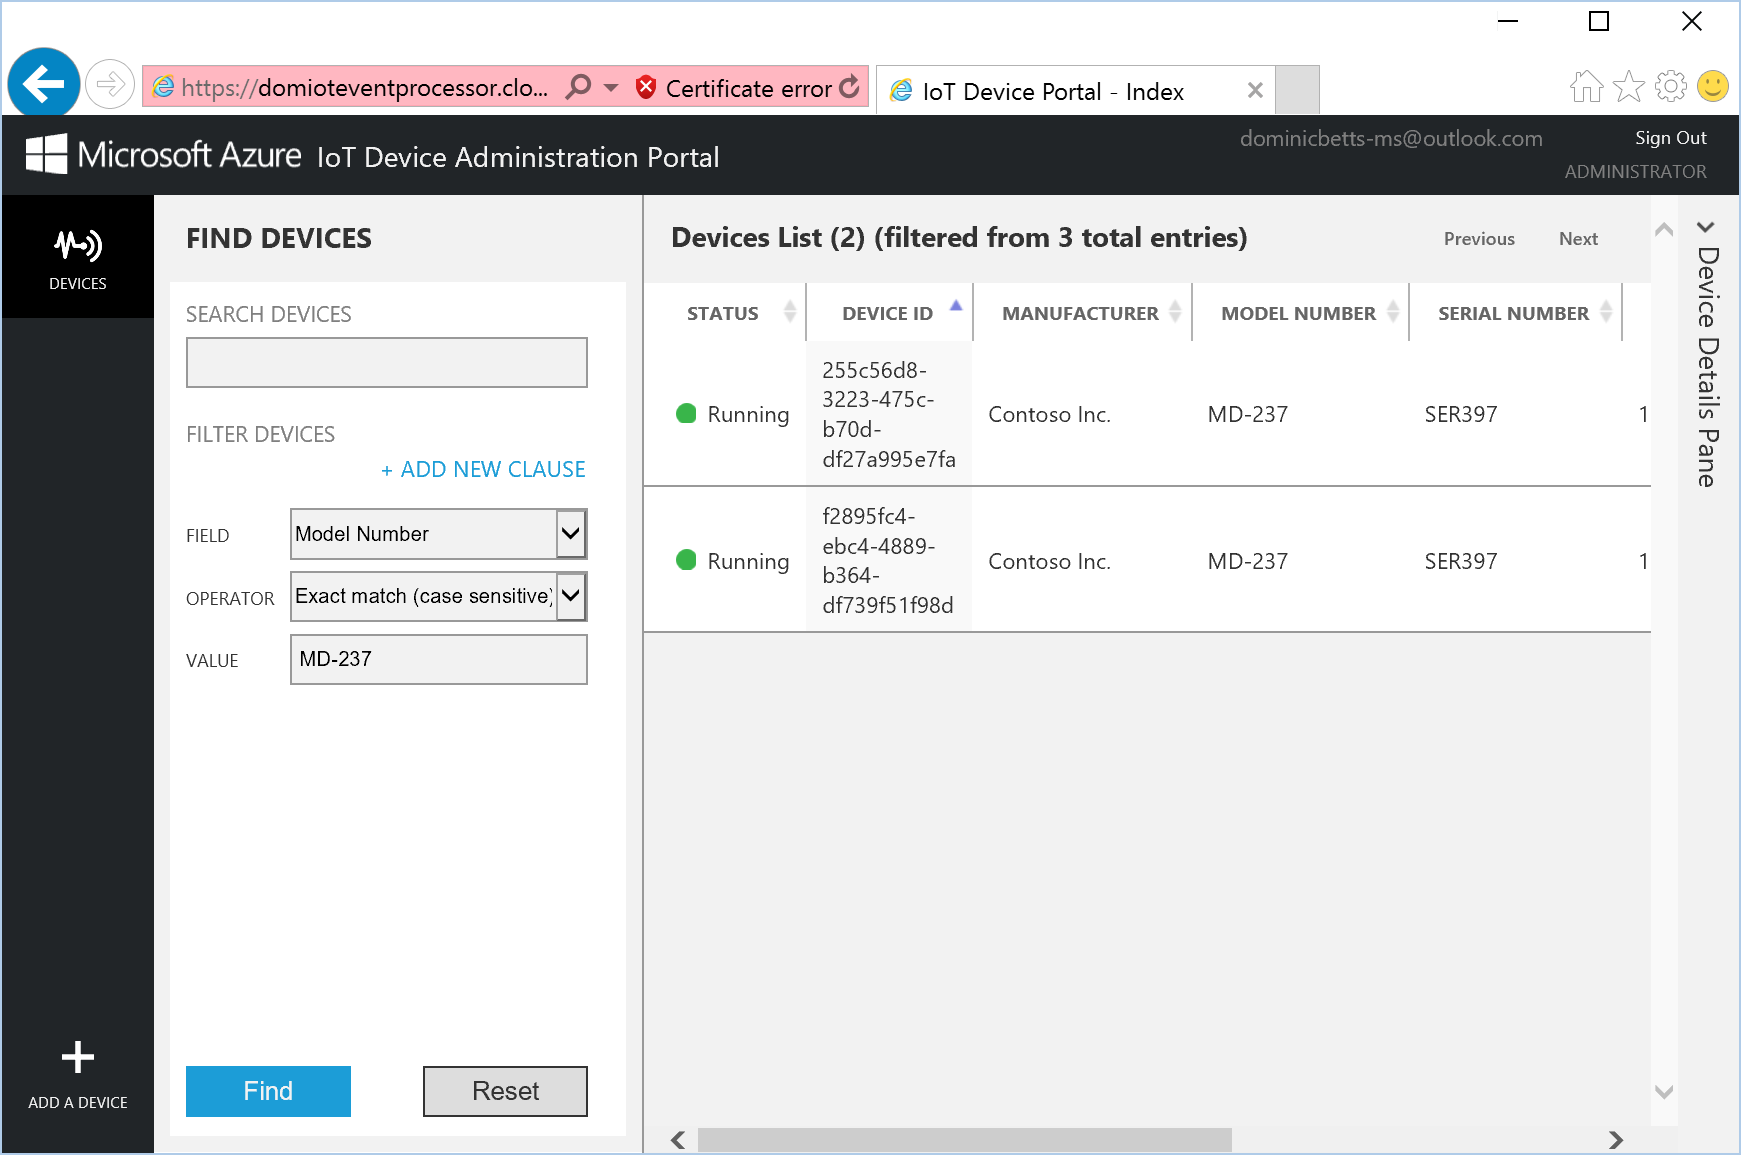 https://domioteventprocessor.clo...
Certificate error
IoT Device Portal - Index
Microsoft Azure IoT Device Administration Portal
dominicbetts-ms@outlook.com
Sign Out
ADMINISTRATOR
DEVICES
ADD A DEVICE
FIND DEVICES
SEARCH DEVICES
FILTER DEVICES
+ ADD NEW CLAUSE
FIELD
Model Number
OPERATOR
Exact match (case sensitive)
VALUE
MD-237
Find
Reset
Devices List (2) (filtered from 3 total entries)
Previous
Next
STATUS DEVICE ID MANUFACTURER MODEL NUMBER SERIAL NUMBER
255c56d8-
3223-475c-
Running Contoso Inc. MD-237 SER397 1
b70d-
df27a995e7fa
f2895fc4-
ebc4-4889-
Running Contoso Inc. MD-237 SER397 1
b364-
df739f51f98d
Device Details Pane